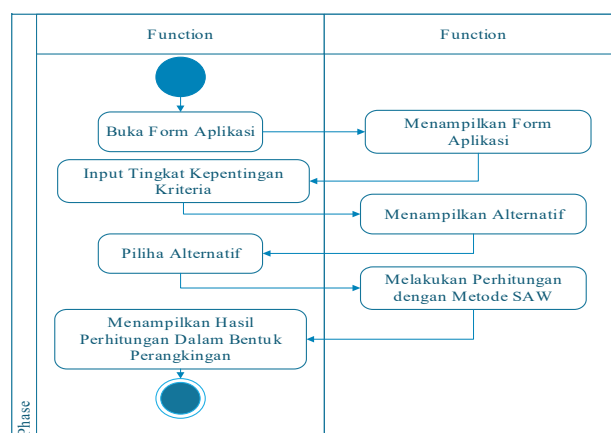 Function
Function
Buka Form Aplikasi
Menampilkan Form
Aplikasi
Input Tingkat Kepentingan
Kriteria
Menampilkan Alternatif
Piliha Alternatif
Melakukan Perhitungan
dengan Metode SAW
Menampilkan Hasil
Perhitungan Dalam Bentuk
Perangkingan
Phase